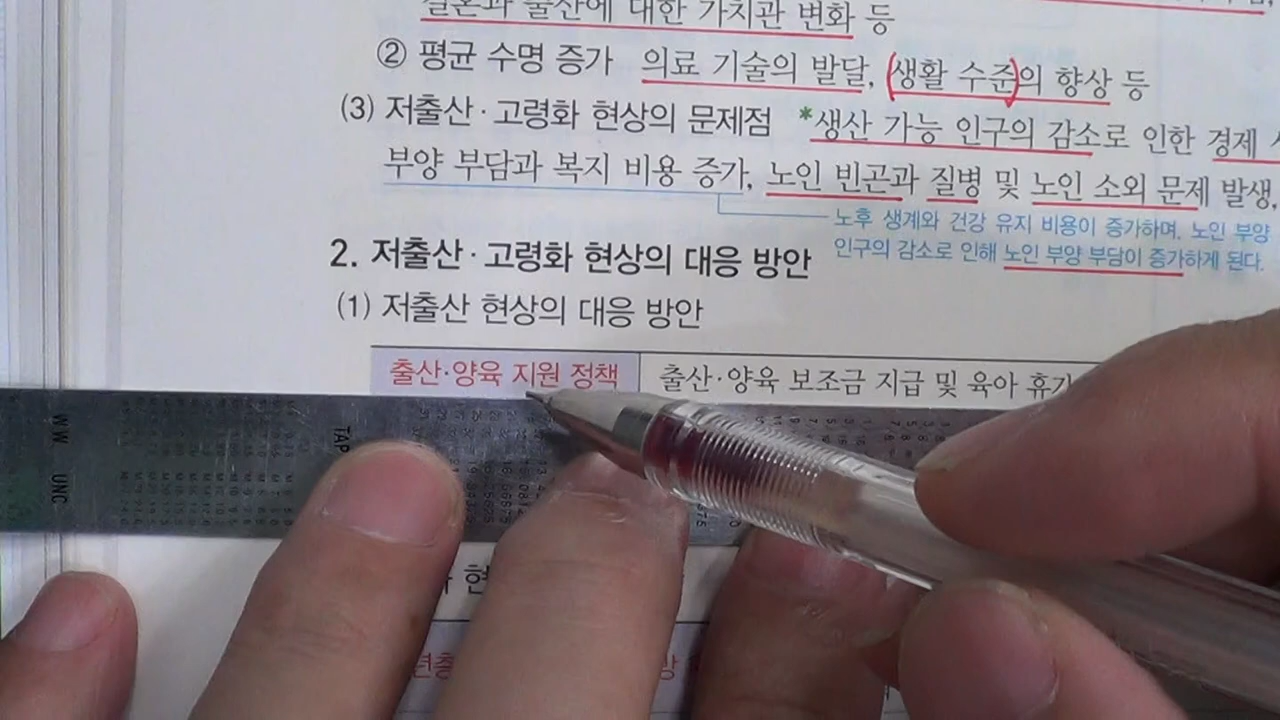 결혼과 출산에 대한 가치관 변화 등
② 평균 수명 증가 의료 기술의 발달, 생활 수준의 향상 등
(3) 저출산·고령화 현상의 문제점 *생산 가능 인구의 감소로 인한 경제
부양 부담과 복지 비용 증가, 노인 빈곤과 질병 및 노인 소외 문제 발생,
노후 생계와 건강 유지 비용이 증가하며, 노인 부양
인구의 감소로 인해 노인 부양 부담이 증가하게 된다.
2. 저출산·고령화 현상의 대응 방안
(1) 저출산 현상의 대응 방안
출산·양육 지원 정책 출산·양육 보조금 지급 및 육아 휴가